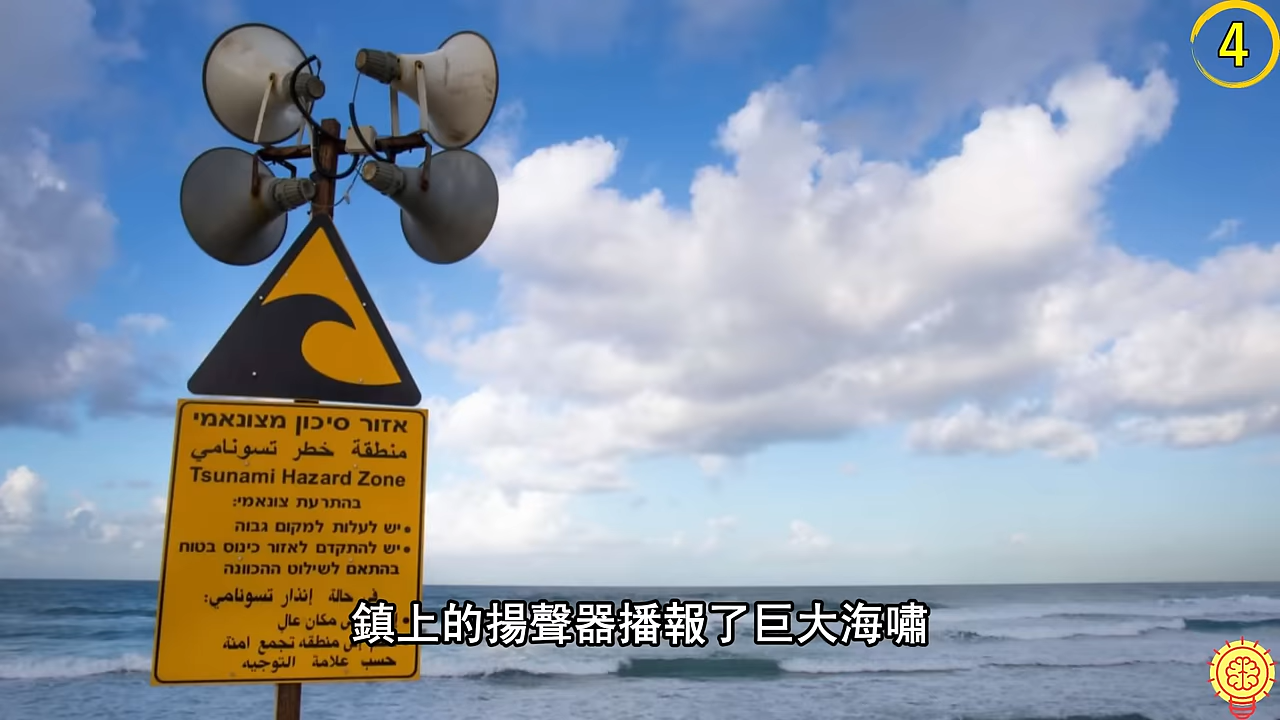 4
אזור סיכון מצונאמי
منطقة خطر تسونامي
Tsunami Hazard Zone
בהתרעת צונאמי:
• יש לעלות למקום גבוה
• יש להתקדם לאזור כינוס בטוח
בהתאם לשילוט ההכוונה
في حالة إنذار تسونامي:
مكان عالٍ
منطقة تجمع آمنة
حسب علامة التوجيه
鎮上的揚聲器播報了巨大海嘯